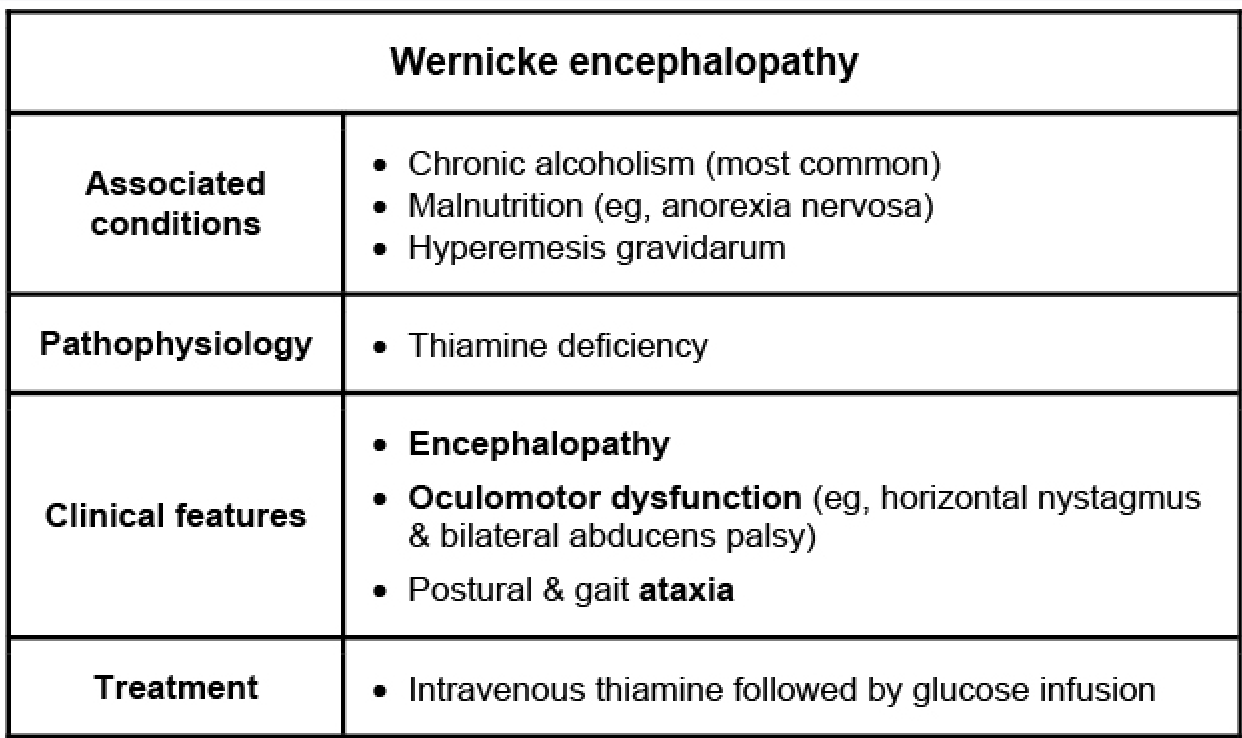 Wernicke encephalopathy
Associated
conditions
• Chronic alcoholism (most common)
• Malnutrition (eg, anorexia nervosa)
• Hyperemesis gravidarum
Pathophysiology
• Thiamine deficiency
Clinical features
• Encephalopathy
• Oculomotor dysfunction (eg, horizontal nystagmus
& bilateral abducens palsy)
• Postural & gait ataxia
Treatment
• Intravenous thiamine followed by glucose infusion